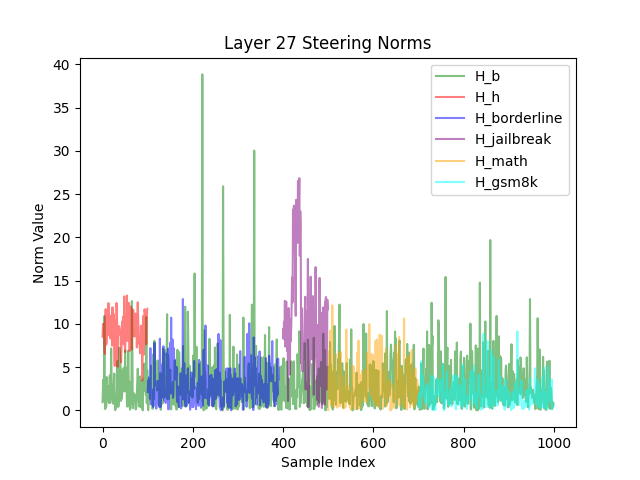 Layer 27 Steering Norms
40
35
30
25
20
15
10
5
0
Norm Value
H_b
H_h
H_borderline
H_jailbreak
H_math
H_gsm8k
0
200
400
600
800
1000
Sample Index